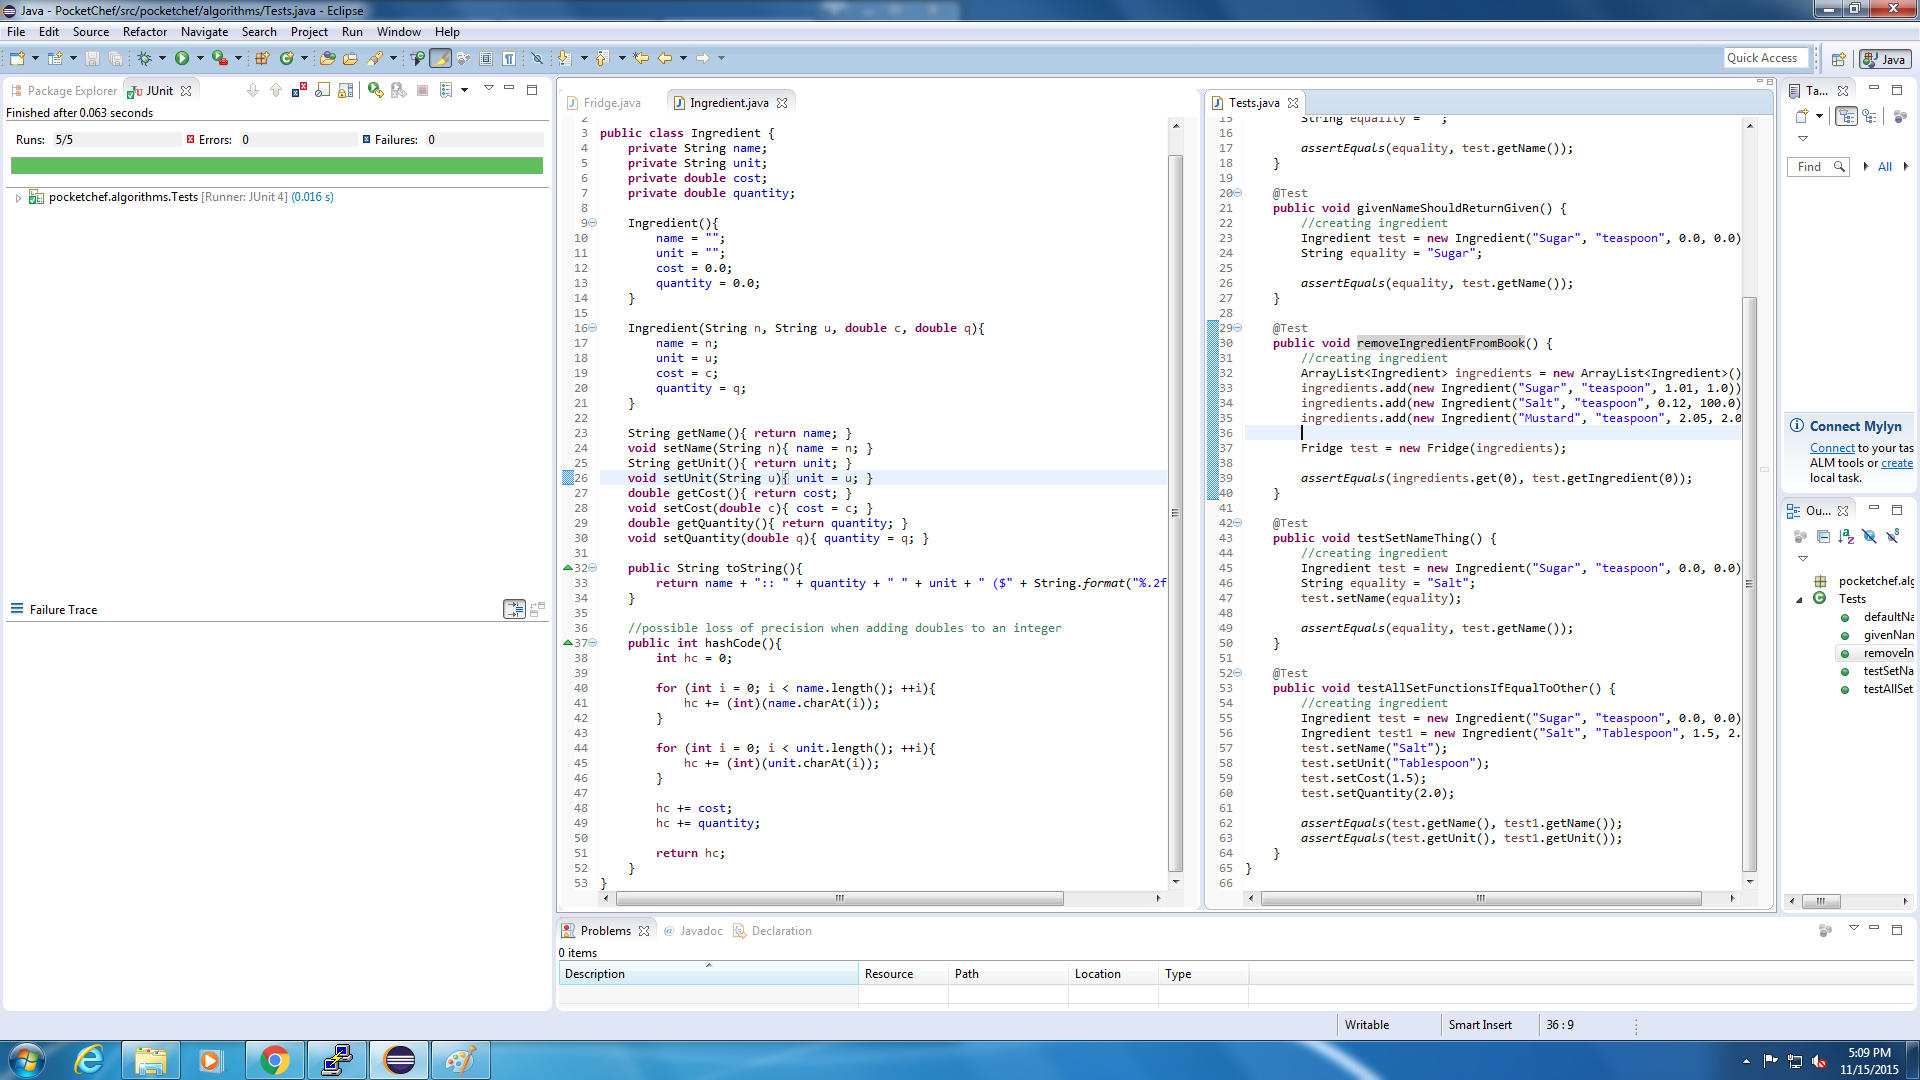 Java - PocketChef/src/pocketchef/algorithms/Tests.java - Eclipse
File Edit Source Refactor Navigate Search Project Run Window Help
Quick Access
Java
Package Explorer
JUnit
Finished after 0.063 seconds
Runs: 5/5 Errors: 0 Failures: 0
pocketchef.algorithms.Tests [Runner: JUnit 4] (0.016 s)
Failure Trace
Fridge.java
Ingredient.java
2
3 public class Ingredient {
4 private String name;
5 private String unit;
6 private double cost;
7 private double quantity;
8
9 Ingredient(){
10 name = "";
11 unit = "";
12 cost = 0.0;
13 quantity = 0.0;
14 }
15
16 Ingredient(String n, String u, double c, double q){
17 name = n;
18 unit = u;
19 cost = c;
20 quantity = q;
21 }
22
23 String getName(){ return name; }
24 void setName(String n){ name = n; }
25 String getUnit(){ return unit; }
26 void setUnit(String u){ unit = u; }
27 double getCost(){ return cost; }
28 void setCost(double c){ cost = c; }
29 double getQuantity(){ return quantity; }
30 void setQuantity(double q){ quantity = q; }
31
32 public String toString(){
33 return name + ":: " + quantity + " " + unit + " ($" + String.format("%.2f
34 }
35
36 //possible loss of precision when adding doubles to an integer
37 public int hashCode(){
38 int hc = 0;
39
40 for (int i = 0; i < name.length(); ++i){
41 hc += (int)(name.charAt(i));
42 }
43
44 for (int i = 0; i < unit.length(); ++i){
45 hc += (int)(unit.charAt(i));
46 }
47
48 hc += cost;
49 hc += quantity;
50
51 return hc;
52 }
53 }
Tests.java
15 String equality = "";
16
17 assertEquals(equality, test.getName());
18 }
19
20 @Test
21 public void givenNameShouldReturnGiven() {
22 //creating ingredient
23 Ingredient test = new Ingredient("Sugar", "teaspoon", 0.0, 0.0)
24 String equality = "Sugar";
25
26 assertEquals(equality, test.getName());
27 }
28
29 @Test
30 public void removeIngredientFromBook() {
31 //creating ingredient
32 ArrayList<Ingredient> ingredients = new ArrayList<Ingredient>()
33 ingredients.add(new Ingredient("Sugar", "teaspoon", 1.01, 1.0))
34 ingredients.add(new Ingredient("Salt", "teaspoon", 0.12, 100.0)
35 ingredients.add(new Ingredient("Mustard", "teaspoon", 2.05, 2.0
36
37 Fridge test = new Fridge(ingredients);
38
39 assertEquals(ingredients.get(0), test.getIngredient(0));
40 }
41
42 @Test
43 public void testSetNameThing() {
44 //creating ingredient
45 Ingredient test = new Ingredient("Sugar", "teaspoon", 0.0, 0.0)
46 String equality = "Salt";
47 test.setName(equality);
48
49 assertEquals(equality, test.getName());
50 }
51
52 @Test
53 public void testAllSetFunctionsIfEqualToOther() {
54 //creating ingredient
55 Ingredient test = new Ingredient("Sugar", "teaspoon", 0.0, 0.0)
56 Ingredient test1 = new Ingredient("Salt", "Tablespoon", 1.5, 2.
57 test.setName("Salt");
58 test.setUnit("Tablespoon");
59 test.setCost(1.5);
60 test.setQuantity(2.0);
61
62 assertEquals(test.getName(), test1.getName());
63 assertEquals(test.getUnit(), test1.getUnit());
64 }
65 }
66
Ta...
Find
All
Connect Mylyn
Connect to your tas
ALM tools or create
local task.
Ou...
pocketchef.alg
Tests
defaultNa
givenNan
removeIn
testSetNa
testAllSet
Problems
@ Javadoc
Declaration
0 items
Description Resource Path Location Type
Writable Smart Insert 36 : 9
5:09 PM
11/15/2015